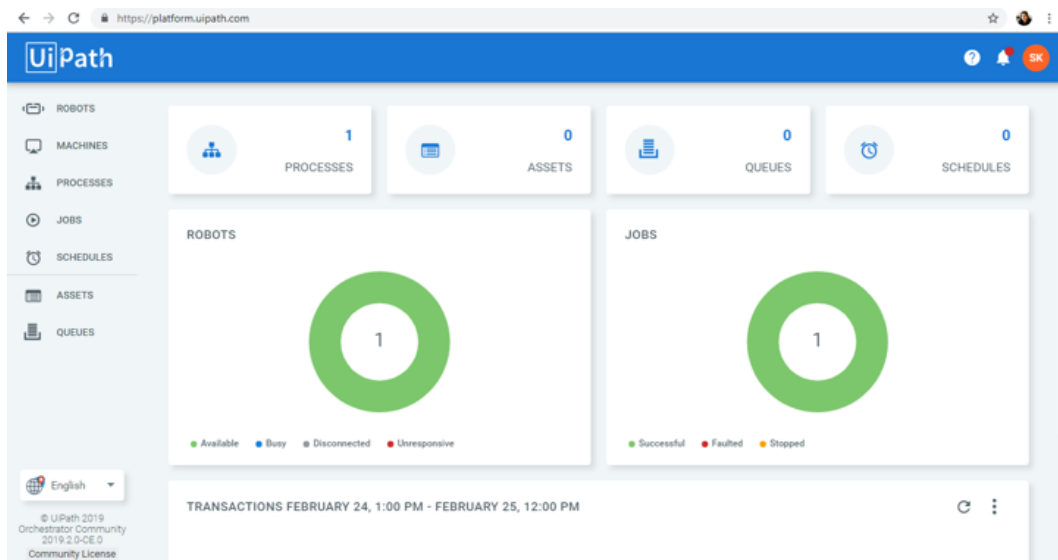 https://platform.uipath.com
UiPath
?
SK
ROBOTS
MACHINES
PROCESSES
JOBS
SCHEDULES
ASSETS
QUEUES
1
PROCESSES
0
ASSETS
0
QUEUES
0
SCHEDULES
ROBOTS
1
Available Busy Disconnected Unresponsive
JOBS
1
Successful Faulted Stopped
English
© UiPath 2019
Orchestrator Community
2019.2.0-CE.0
Community License
TRANSACTIONS FEBRUARY 24, 1:00 PM - FEBRUARY 25, 12:00 PM